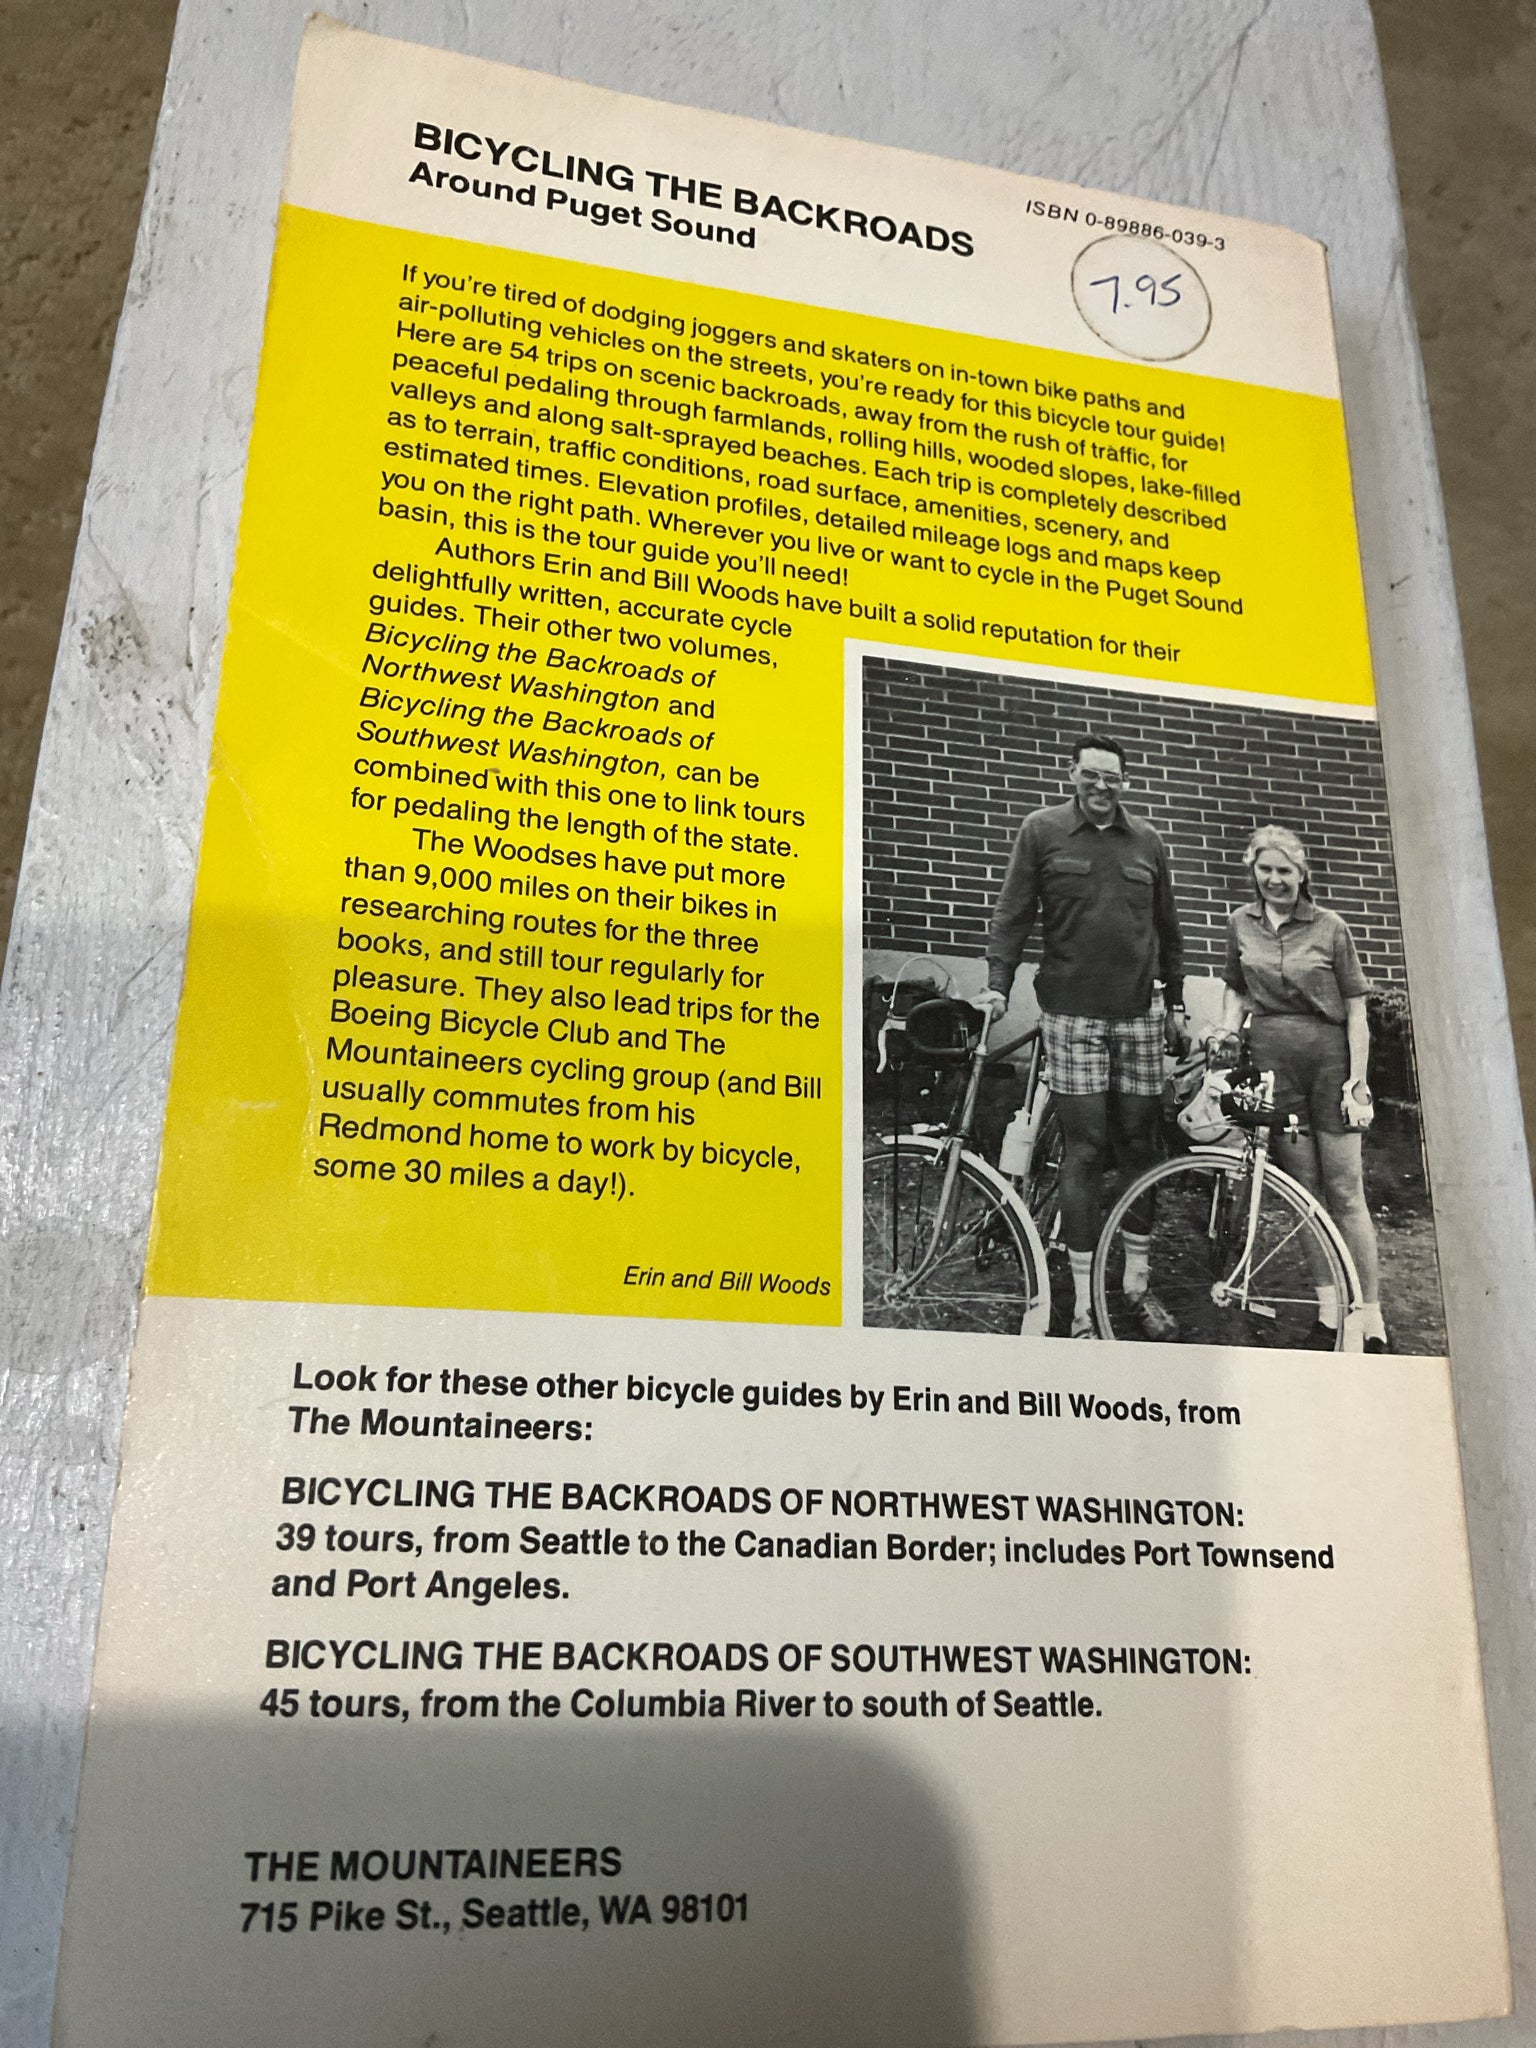 BICYCLING THE BACKROADS
Around Puget Sound
ISBN 0-89886-039-3
7.95
If you're tired of dodging joggers and skaters on in-town bike paths and
air-polluting vehicles on the streets, you're ready for this bicycle tour guide!
Here are 54 trips on scenic backroads, away from the rush of traffic, for
peaceful pedaling through farmlands, rolling hills, wooded slopes, lake-filled
valleys and along salt-sprayed beaches. Each trip is completely described
as to terrain, traffic conditions, road surface, amenities, scenery, and
estimated times. Elevation profiles, detailed mileage logs and maps keep
you on the right path. Wherever you live or want to cycle in the Puget Sound
basin, this is the tour guide you'll need!
Authors Erin and Bill Woods have built a solid reputation for their
delightfully written, accurate cycle
guides. Their other two volumes,
Bicycling the Backroads of
Northwest Washington and
Bicycling the Backroads of
Southwest Washington, can be
combined with this one to link tours
for pedaling the length of the state.
The Woodses have put more
than 9,000 miles on their bikes in
researching routes for the three
books, and still tour regularly for
pleasure. They also lead trips for the
Boeing Bicycle Club and The
Mountaineers cycling group (and Bill
usually commutes from his
Redmond home to work by bicycle,
some 30 miles a day!).
Erin and Bill Woods
Look for these other bicycle guides by Erin and Bill Woods, from
The Mountaineers:
BICYCLING THE BACKROADS OF NORTHWEST WASHINGTON:
39 tours, from Seattle to the Canadian Border; includes Port Townsend
and Port Angeles.
BICYCLING THE BACKROADS OF SOUTHWEST WASHINGTON:
45 tours, from the Columbia River to south of Seattle.
THE MOUNTAINEERS
715 Pike St., Seattle, WA 98101